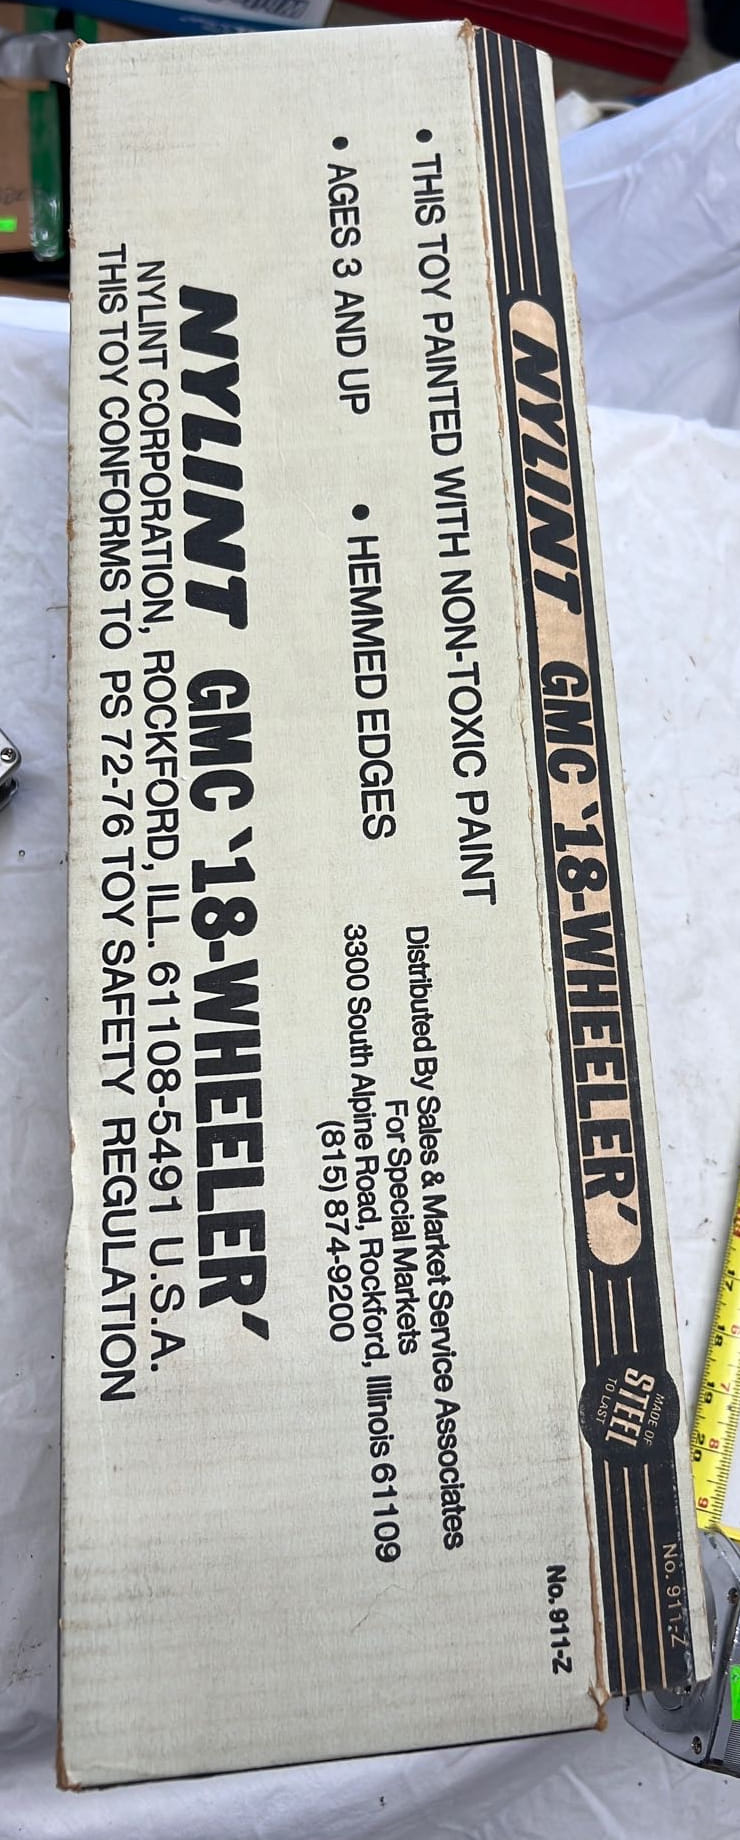 NYLINT GMC '18-WHEELER'
MADE OF
STEEL
TO LAST
No. 911-Z
No. 911-Z
• THIS TOY PAINTED WITH NON-TOXIC PAINT
• AGES 3 AND UP
• HEMMED EDGES
Distributed By Sales & Market Service Associates
For Special Markets
3300 South Alpine Road, Rockford, Illinois 61109
(815) 874-9200
NYLINT GMC '18-WHEELER'
NYLINT CORPORATION, ROCKFORD, ILL. 61108-5491 U.S.A.
THIS TOY CONFORMS TO PS 72-76 TOY SAFETY REGULATION